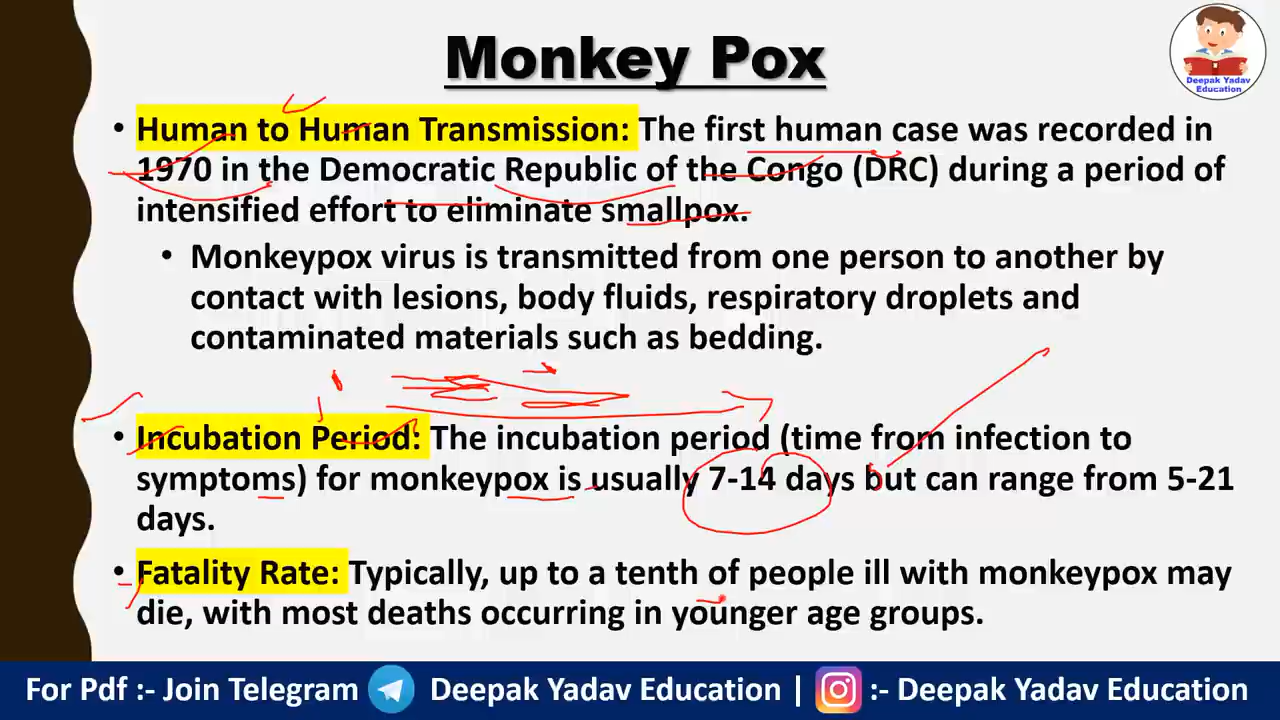 Monkey Pox
Deepak Yadav
Education
• Human to Human Transmission: The first human case was recorded in
1970 in the Democratic Republic of the Congo (DRC) during a period of
intensified effort to eliminate smallpox.
• Monkeypox virus is transmitted from one person to another by
contact with lesions, body fluids, respiratory droplets and
contaminated materials such as bedding.
• Incubation Period: The incubation period (time from infection to
symptoms) for monkeypox is usually 7-14 days but can range from 5-21
days.
• Fatality Rate: Typically, up to a tenth of people ill with monkeypox may
die, with most deaths occurring in younger age groups.
For Pdf :- Join Telegram Deepak Yadav Education | :- Deepak Yadav Education